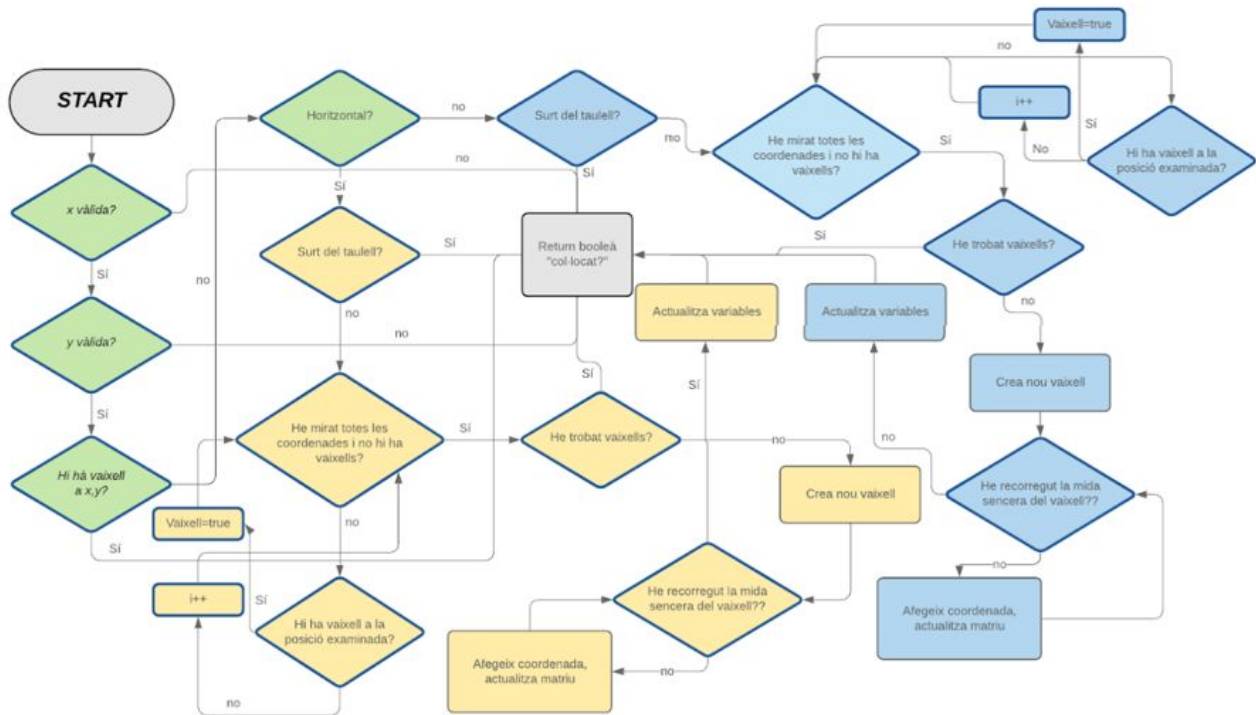 Vaixell=true
no
START
Horitzontal?
no
Surt del taulell?
no
i++
He mirat totes les
coordenades i no hi ha
vaixells?
Sí
No
Sí
Hi ha vaixell a la
posició examinada?
no
Sí
Sí
x vàlida?
Surt del taulell?
Sí
Return booleà
"col·locat?"
Sí
He trobat vaixells?
Sí
no
no
no
Actualitza variables
Actualitza variables
y vàlida?
no
Crea nou vaixell
Sí
Sí
Sí
He mirat totes les
coordenades i no hi ha
vaixells?
Sí
He trobat vaixells?
no
no
Hi hà vaixell
a x,y?
Crea nou vaixell
He recorregut la mida
sencera del vaixell??
Vaixell=true
no
Sí
no
i++
Sí
He recorregut la mida
sencera del vaixell??
Afegeix coordenada,
actualitza matriu
Hi ha vaixell a la
posició examinada?
Afegeix coordenada,
actualitza matriu
no
no